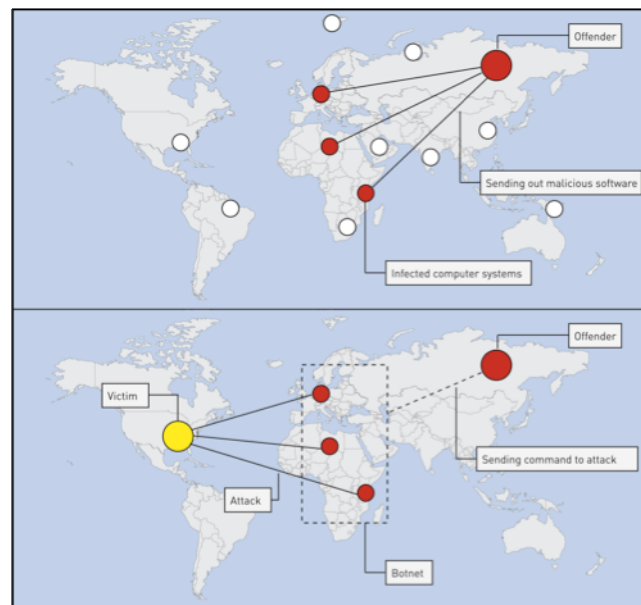 Offender
Sending out malicious software
Infected computer systems
Offender
Victim
Sending command to attack
Attack
Botnet